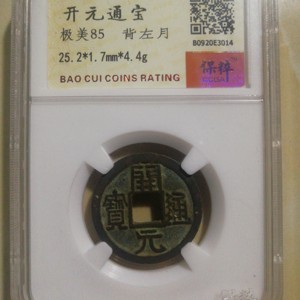 开元通宝
极美85 背左月
25.2*1.7mm*4.4g
B0920E3014
保粹
BAO CUI COINS RATING
開元通寶